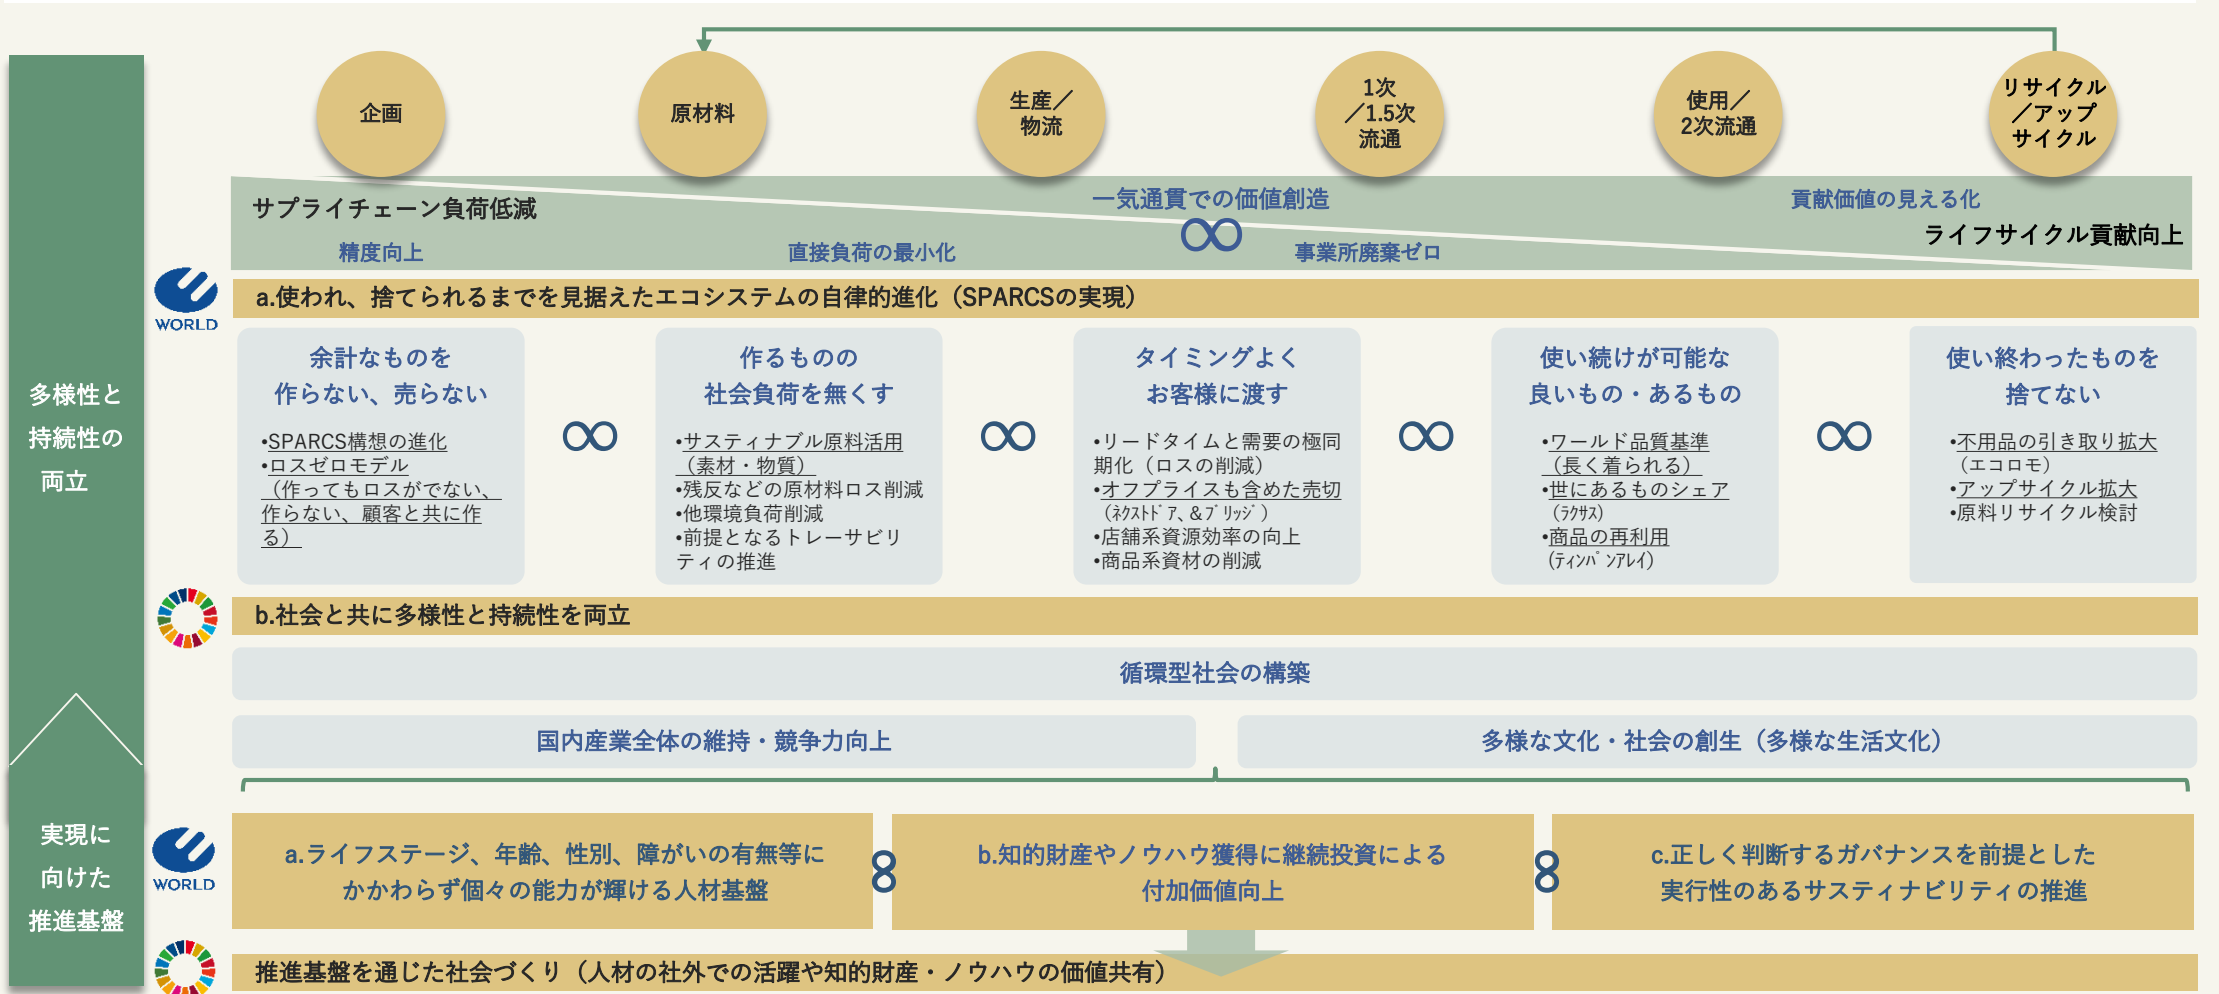 企画
原材料
生産／
物流
1次
／1.5次
流通
使用／
2次流通
リサイクル
／アップ
サイクル
サプライチェーン負荷低減
一気通貫での価値創造
貢献価値の見える化
∞
ライフサイクル貢献向上
精度向上
直接負荷の最小化
事業所廃棄ゼロ
多様性と
持続性の
両立
WORLD
a.使われ、捨てられるまでを見据えたエコシステムの自律的進化（SPARCSの実現）
余計なものを
作らない、売らない
•SPARCS構想の進化
•ロスゼロモデル
（作ってもロスがでない、
作らない、顧客と共に作
る）
∞
作るものの
社会負荷を無くす
•サスティナブル原料活用
（素材・物質）
•残反などの原材料ロス削減
•他環境負荷削減
•前提となるトレーサビリ
ティの推進
∞
タイミングよく
お客様に渡す
•リードタイムと需要の極同
期化（ロスの削減）
•オフプライスも含めた売切
（ﾈｸｽﾄﾄﾞｱ、&ﾌﾞﾘｯｼﾞ）
•店舗系資源効率の向上
•商品系資材の削減
∞
使い続けが可能な
良いもの・あるもの
•ワールド品質基準
（長く着られる）
•世にあるものシェア
（ﾗｸｻｽ）
•商品の再利用
（ﾃｨﾝﾊﾟﾝｱﾚｲ）
∞
使い終わったものを
捨てない
•不用品の引き取り拡大
（エコロモ）
•アップサイクル拡大
•原料リサイクル検討
b.社会と共に多様性と持続性を両立
循環型社会の構築
国内産業全体の維持・競争力向上
多様な文化・社会の創生（多様な生活文化）
実現に
向けた
推進基盤
WORLD
a.ライフステージ、年齢、性別、障がいの有無等に
かかわらず個々の能力が輝ける人材基盤
∞
b.知的財産やノウハウ獲得に継続投資による
付加価値向上
∞
c.正しく判断するガバナンスを前提とした
実行性のあるサスティナビリティの推進
推進基盤を通じた社会づくり（人材の社外での活躍や知的財産・ノウハウの価値共有）